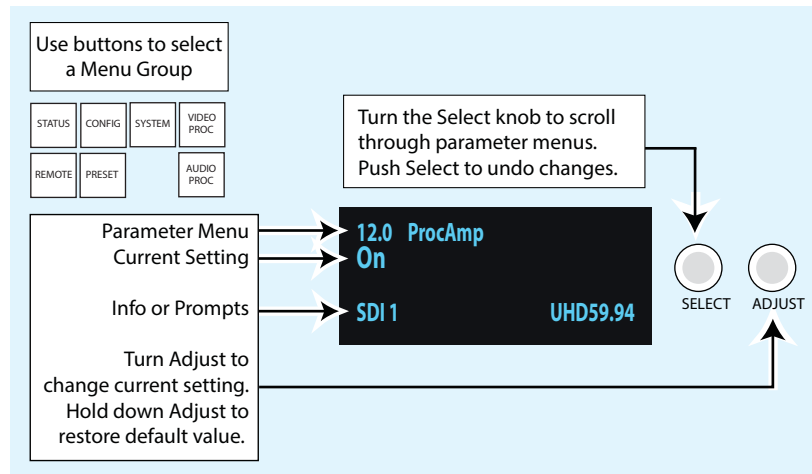 Use buttons to select
a Menu Group
STATUS
CONFIG
SYSTEM
VIDEO
PROC
REMOTE
PRESET
AUDIO
PROC
Turn the Select knob to scroll
through parameter menus.
Push Select to undo changes.
Parameter Menu
Current Setting
Info or Prompts
Turn Adjust to
change current setting.
Hold down Adjust to
restore default value.
12.0 ProcAmp
On
SDI 1 UHD59.94
SELECT
ADJUST